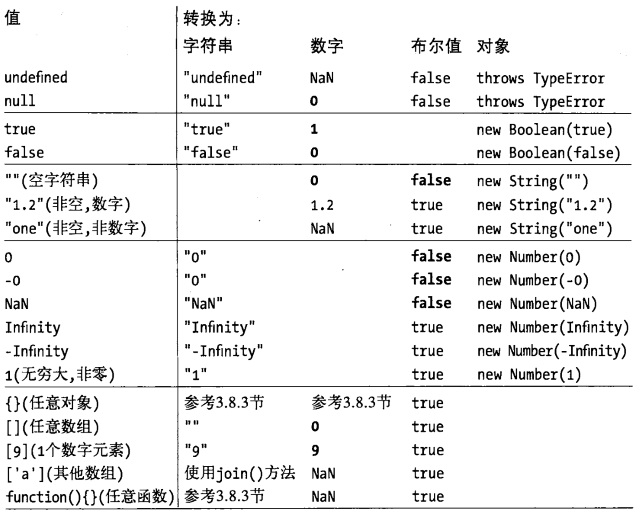 值 转换为:
字符串 数字 布尔值 对象
undefined "undefined" NaN false throws TypeError
null "null" 0 false throws TypeError
true "true" 1 new Boolean(true)
false "false" 0 new Boolean(false)
""(空字符串) 0 false new String("")
"1.2"(非空,数字) 1.2 true new String("1.2")
"one"(非空,非数字) NaN true new String("one")
0 "0" false new Number(0)
-0 "0" false new Number(-0)
NaN "NaN" false new Number(NaN)
Infinity "Infinity" true new Number(Infinity)
-Infinity "-Infinity" true new Number(-Infinity)
1(无穷大,非零) "1" true new Number(1)
{}(任意对象) 参考3.8.3节 参考3.8.3节 true
[](任意数组) "" 0 true
[9](1个数字元素) "9" 9 true
['a'](其他数组) 使用join()方法 NaN true
function(){}(任意函数) 参考3.8.3节 NaN true